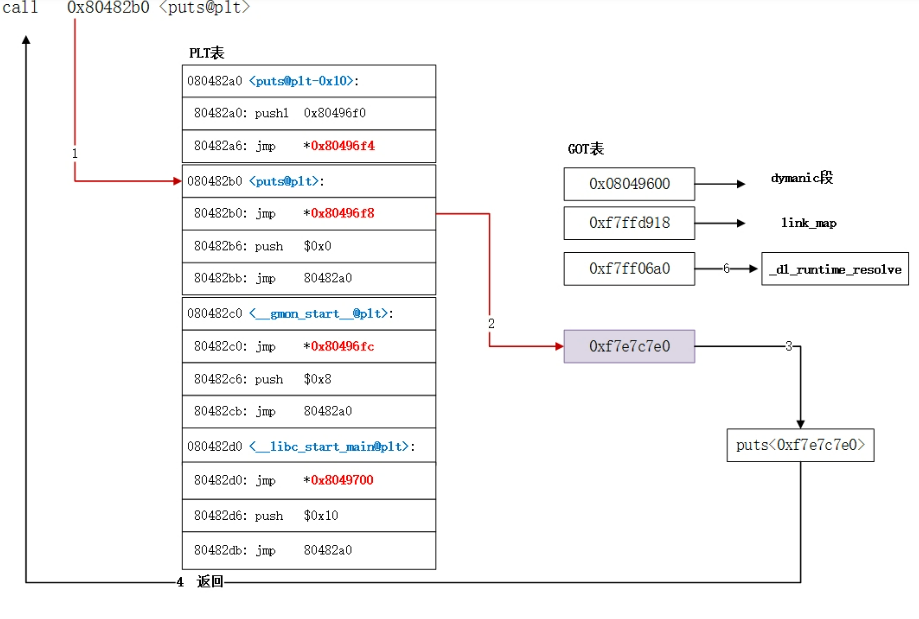 call 0x80482b0 <puts@plt>
PLT表
080482a0 <puts@plt-0x10>:
80482a0: pushl 0x80496f0
80482a6: jmp *0x80496f4
1
080482b0 <puts@plt>:
80482b0: jmp *0x80496f8
80482b6: push $0x0
80482bb: jmp 80482a0
080482c0 <__gmon_start__@plt>:
80482c0: jmp *0x80496fc
80482c6: push $0x8
80482cb: jmp 80482a0
080482d0 <__libc_start_main@plt>:
80482d0: jmp *0x8049700
80482d6: push $0x10
80482db: jmp 80482a0
2
GOT表
0x08049600
dymanic段
0xf7ffd918
link_map
0xf7ff06a0
6
_dl_runtime_resolve
0xf7e7c7e0
3
puts<0xf7e7c7e0>
4 返回